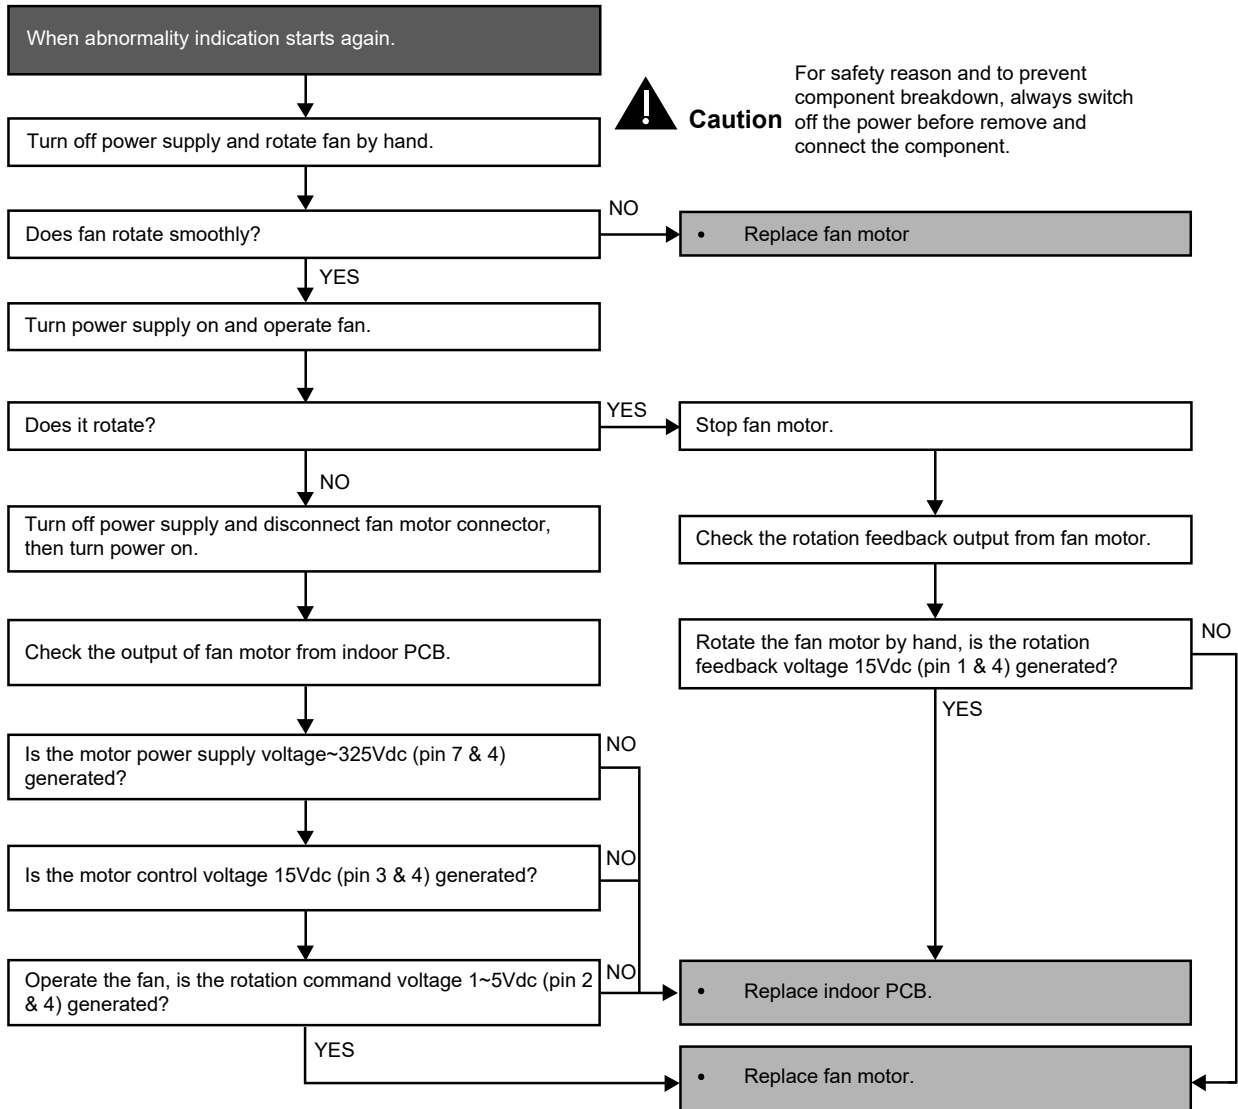 When abnormality indication starts again.
Caution
For safety reason and to prevent
component breakdown, always switch
off the power before remove and
connect the component.
Turn off power supply and rotate fan by hand.
Does fan rotate smoothly?
NO
• Replace fan motor
YES
Turn power supply on and operate fan.
Does it rotate?
YES
Stop fan motor.
NO
Turn off power supply and disconnect fan motor connector,
then turn power on.
Check the rotation feedback output from fan motor.
Check the output of fan motor from indoor PCB.
Rotate the fan motor by hand, is the rotation
feedback voltage 15Vdc (pin 1 & 4) generated?
NO
YES
Is the motor power supply voltage~325Vdc (pin 7 & 4)
generated?
NO
Is the motor control voltage 15Vdc (pin 3 & 4) generated?
NO
Operate the fan, is the rotation command voltage 1~5Vdc (pin 2
& 4) generated?
NO
• Replace indoor PCB.
YES
• Replace fan motor.